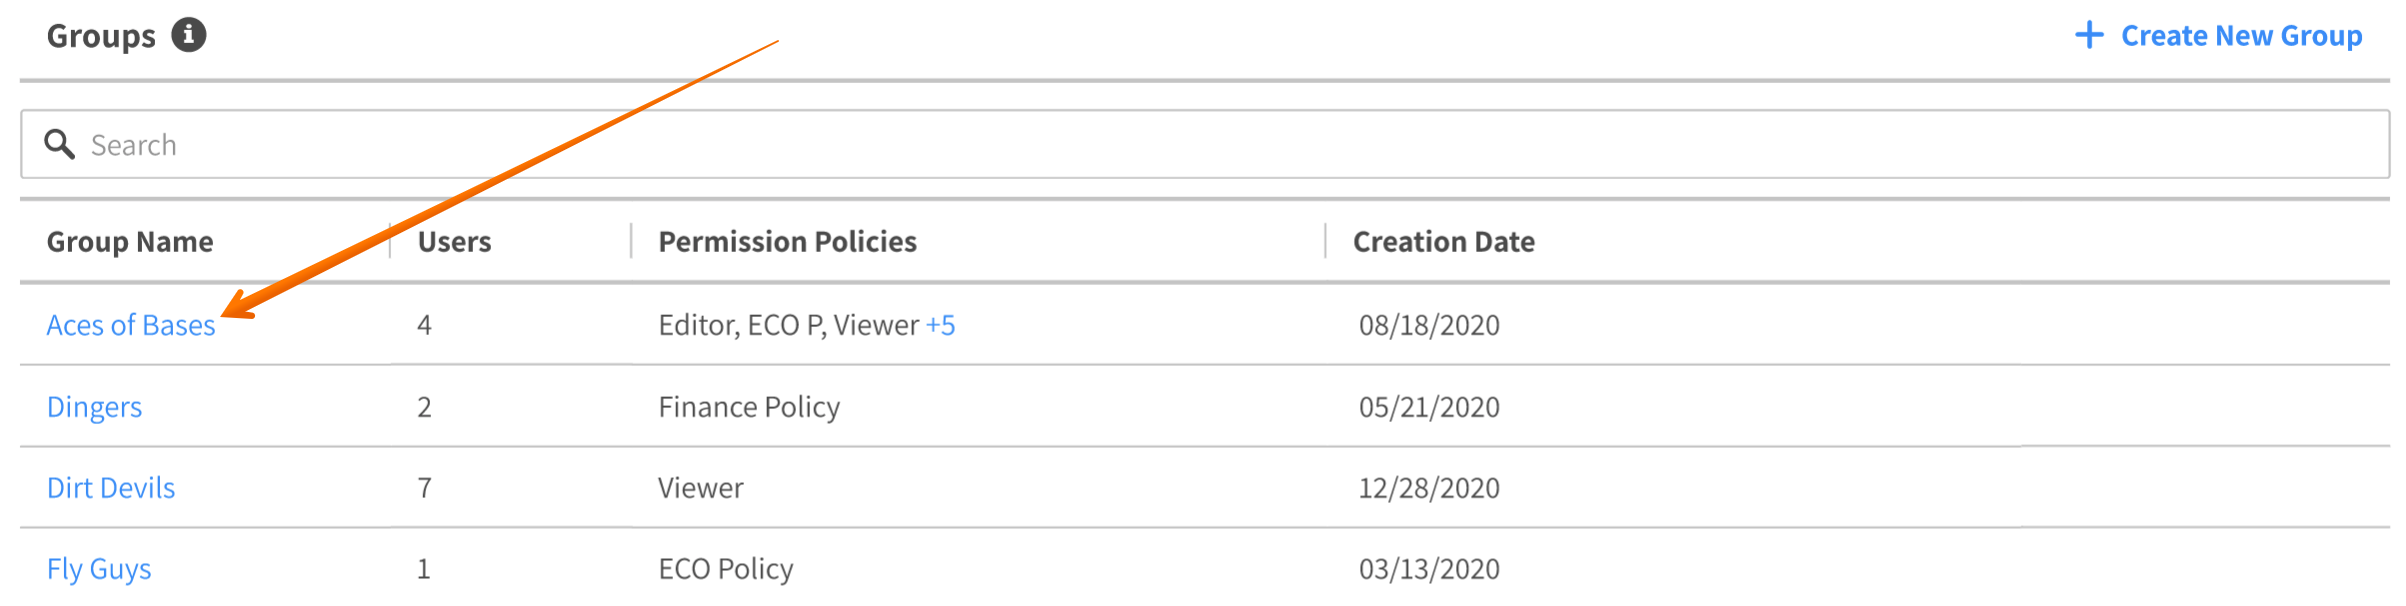 Groups
Create New Group
Search
Group Name Users Permission Policies Creation Date
Aces of Bases 4 Editor, ECO P, Viewer +5 08/18/2020
Dingers 2 Finance Policy 05/21/2020
Dirt Devils 7 Viewer 12/28/2020
Fly Guys 1 ECO Policy 03/13/2020